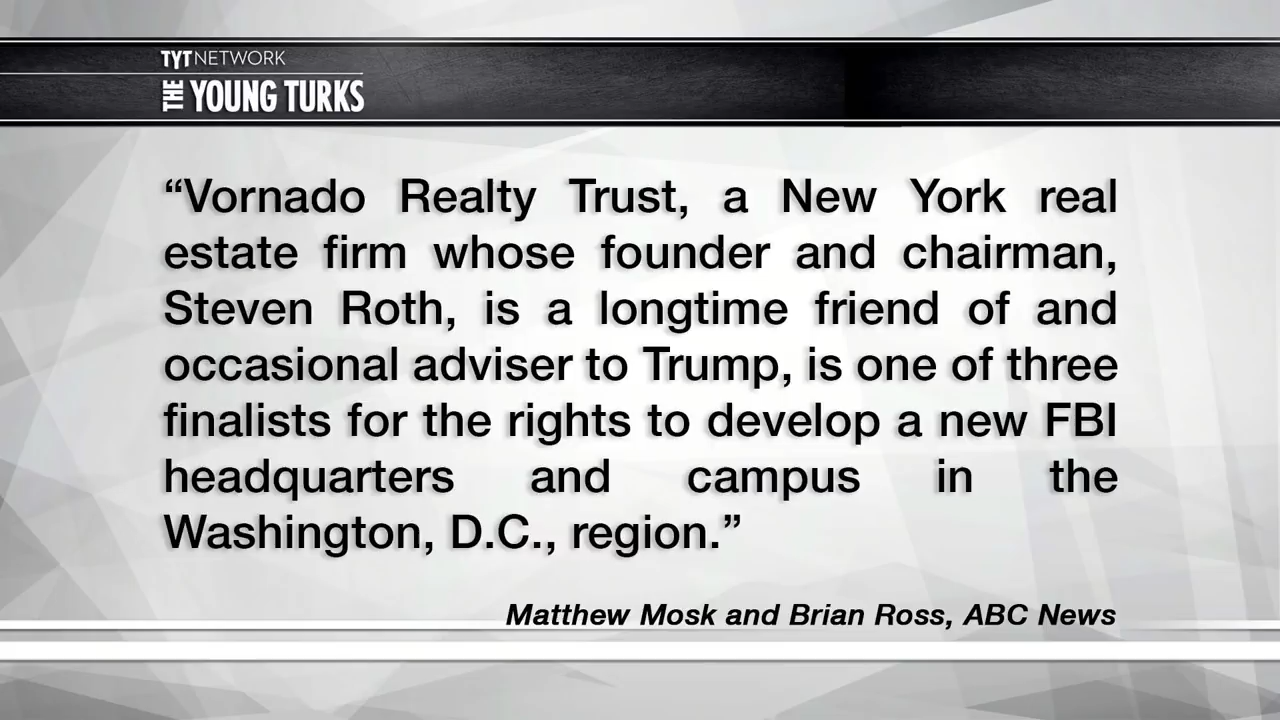 TYT NETWORK
THE YOUNG TURKS
“Vornado Realty Trust, a New York real
estate firm whose founder and chairman,
Steven Roth, is a longtime friend of and
occasional adviser to Trump, is one of three
finalists for the rights to develop a new FBI
headquarters and campus in the
Washington, D.C., region.”
Matthew Mosk and Brian Ross, ABC News